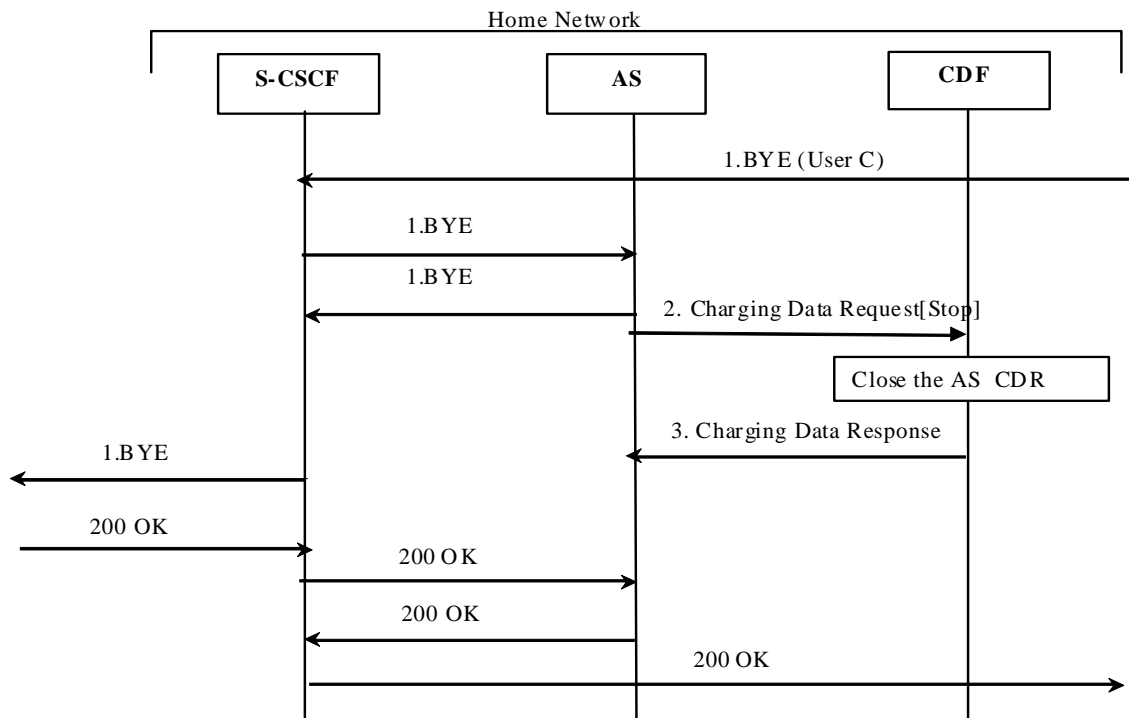 Home Network
S-CSCF
AS
CDF
1.BYE (User C)
1.BYE
1.BYE
2. Charging Data Request[Stop]
Close the AS CDR
3. Charging Data Response
1.BYE
200 OK
200 OK
200 OK
200 OK